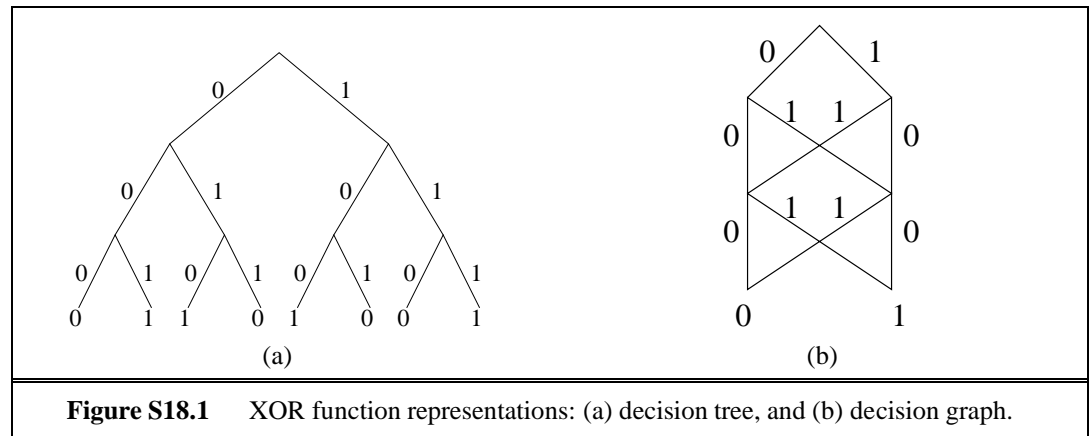 0 1
0 1 0 1
0 1 0 1 0 1 0 1
0 1 1 0 1 0 0 1
(a)
0 1
0 1 1 0
0 1 1 0
0 1
(b)
Figure S18.1 XOR function representations: (a) decision tree, and (b) decision graph.